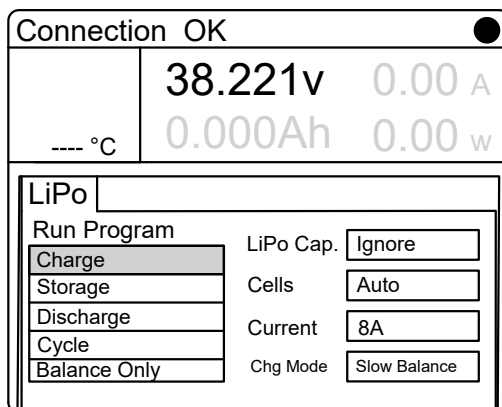 Connection OK
38.221v 0.00 A
---- °C 0.000Ah 0.00 w
LiPo
Run Program
Charge
Storage
Discharge
Cycle
Balance Only
LiPo Cap. Ignore
Cells Auto
Current 8A
Chg Mode Slow Balance